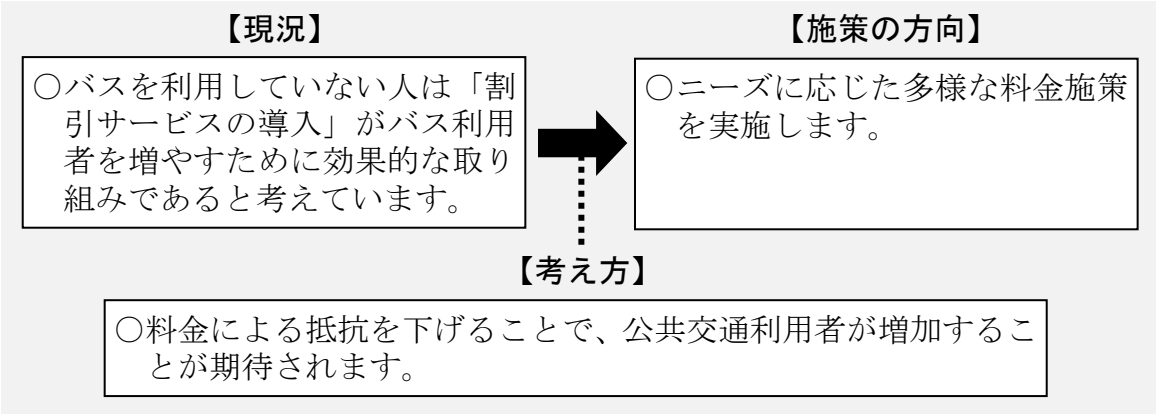 【現況】
○バスを利用していない人は「割
引サービスの導入」がバス利用
者を増やすために効果的な取り
組みであると考えています。
【施策の方向】
○ニーズに応じた多様な料金施策
を実施します。
【考え方】
○料金による抵抗を下げることで、公共交通利用者が増加するこ
とが期待されます。